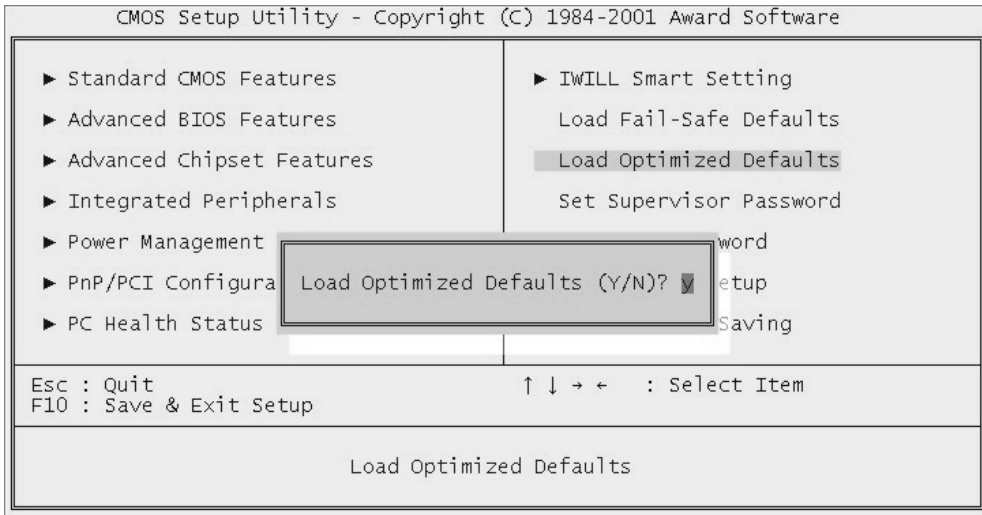 CMOS Setup Utility - Copyright (C) 1984-2001 Award Software
► Standard CMOS Features
► Advanced BIOS Features
► Advanced Chipset Features
► Integrated Peripherals
► Power Management
► PnP/PCI Configura
► PC Health Status
► IWILL Smart Setting
Load Fail-Safe Defaults
Load Optimized Defaults
Set Supervisor Password
word
etup
Saving
Load Optimized Defaults (Y/N)? y
Esc : Quit
F10 : Save & Exit Setup
↑ ↓ → ← : Select Item
Load Optimized Defaults